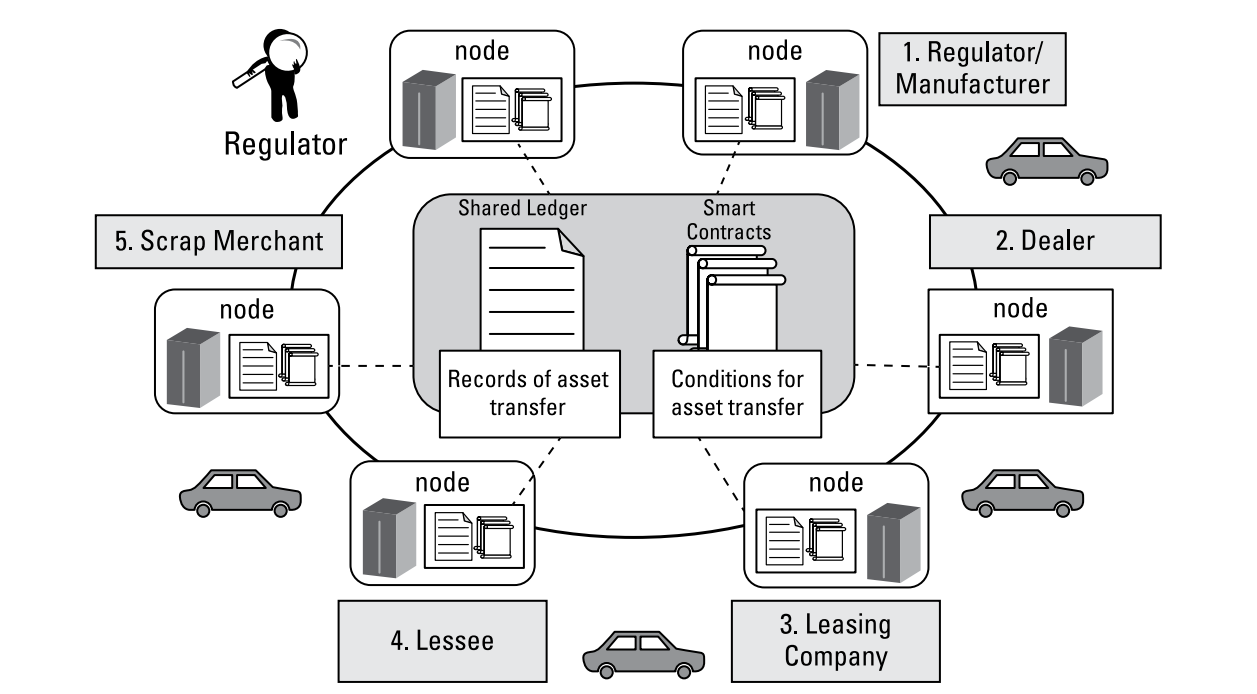 node
node
1. Regulator/
Manufacturer
Regulator
Shared Ledger
Smart
Contracts
5. Scrap Merchant
2. Dealer
node
node
Records of asset
transfer
Conditions for
asset transfer
node
node
4. Lessee
3. Leasing
Company